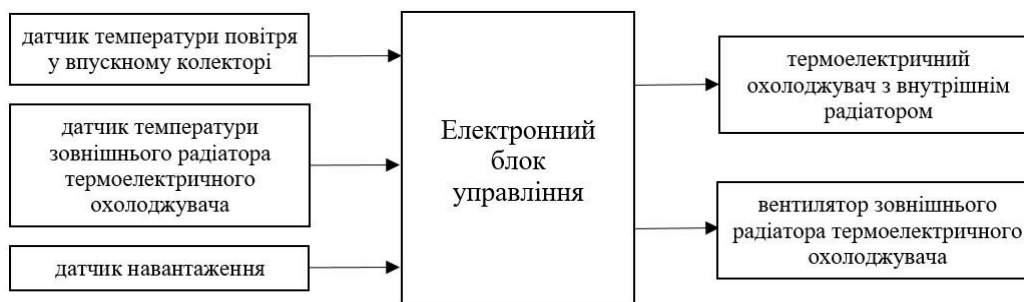 датчик температури повітря
у впускному колекторі
датчик температури
зовнішнього радіатора
термоелектричного
охолоджувача
датчик навантаження
Електронний
блок
управління
термоелектричний
охолоджувач з внутрішнім
радіатором
вентилятор зовнішнього
радіатора термоелектричного
охолоджувача